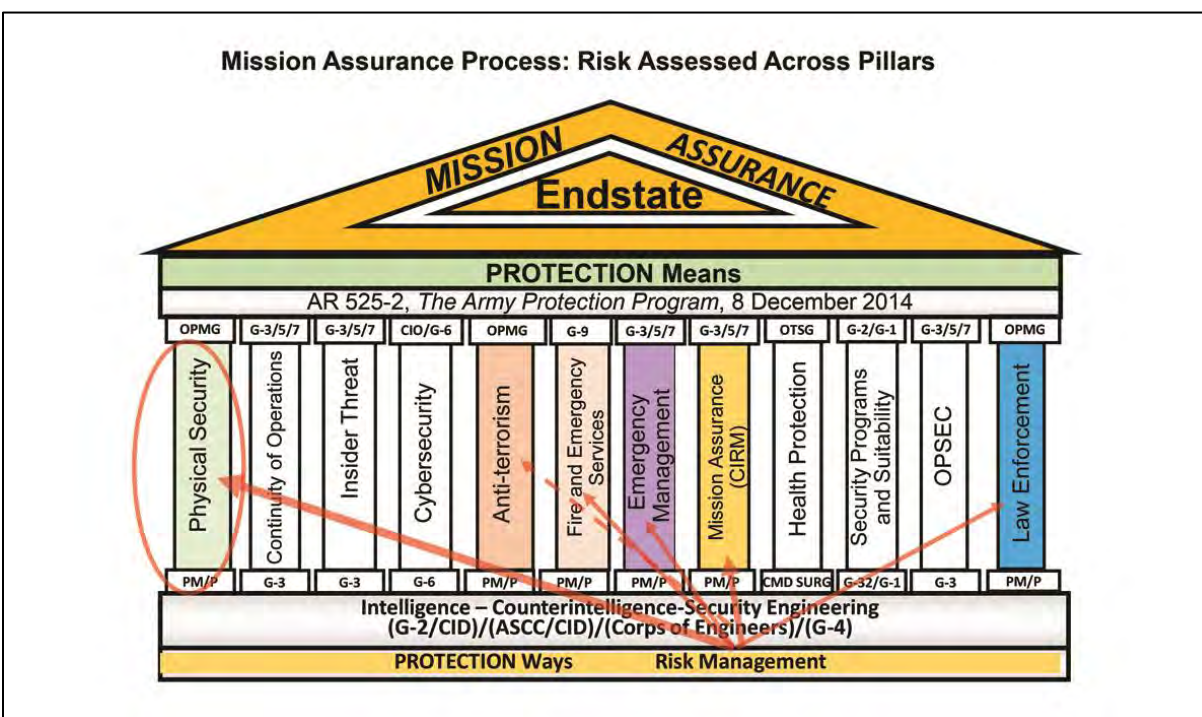 Mission Assurance Process: Risk Assessed Across Pillars
MISSION ASSURANCE
Endstate
PROTECTION Means
AR 525-2, The Army Protection Program, 8 December 2014
OPMG G-3/5/7 G-3/5/7 CIO/G-6 OPMG G-9 G-3/5/7 G-3/5/7 OTSG G-2/G-1 G-3/5/7 OPMG
Physical Security
Continuity of Operations
Insider Threat
Cybersecurity
Anti-terrorism
Fire and Emergency
Services
Emergency
Management
Mission Assurance
(CIRM)
Health Protection
Security Programs
and Suitability
OPSEC
Law Enforcement
PM/P G-3 G-3 G-6 PM/P PM/P PM/P PM/P CMD SURG G-32/G-1 G-3 PM/P
Intelligence – Counterintelligence-Security Engineering
(G-2/CID)/(ASCC/CID)/(Corps of Engineers)/(G-4)
PROTECTION Ways Risk Management